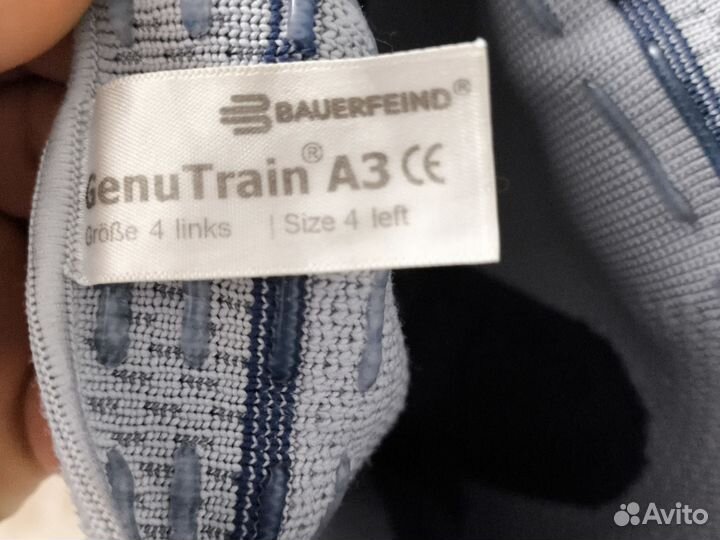 BAUERFEIND®
GenuTrain® A3 CE
Größe 4 links | Size 4 left
Avito